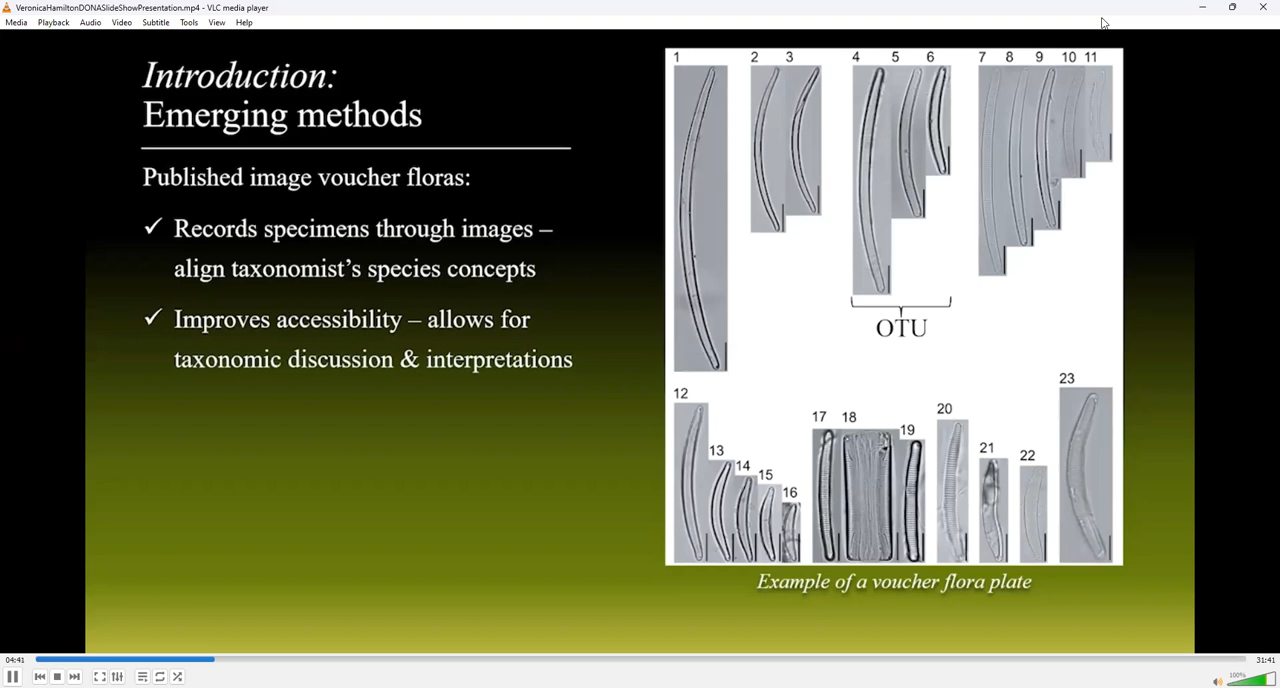 VeronicaHamiltonDONASlideShowPresentation.mp4 - VLC media player
Media Playback Audio Video Subtitle Tools View Help
Introduction:
Emerging methods
Published image voucher floras:
✓ Records specimens through images –
align taxonomist's species concepts
✓ Improves accessibility – allows for
taxonomic discussion & interpretations
1 2 3 4 5 6 7 8 9 10 11
OTU
12 13 14 15 16 17 18 19 20 21 22 23
Example of a voucher flora plate
04:41 31:41
100%